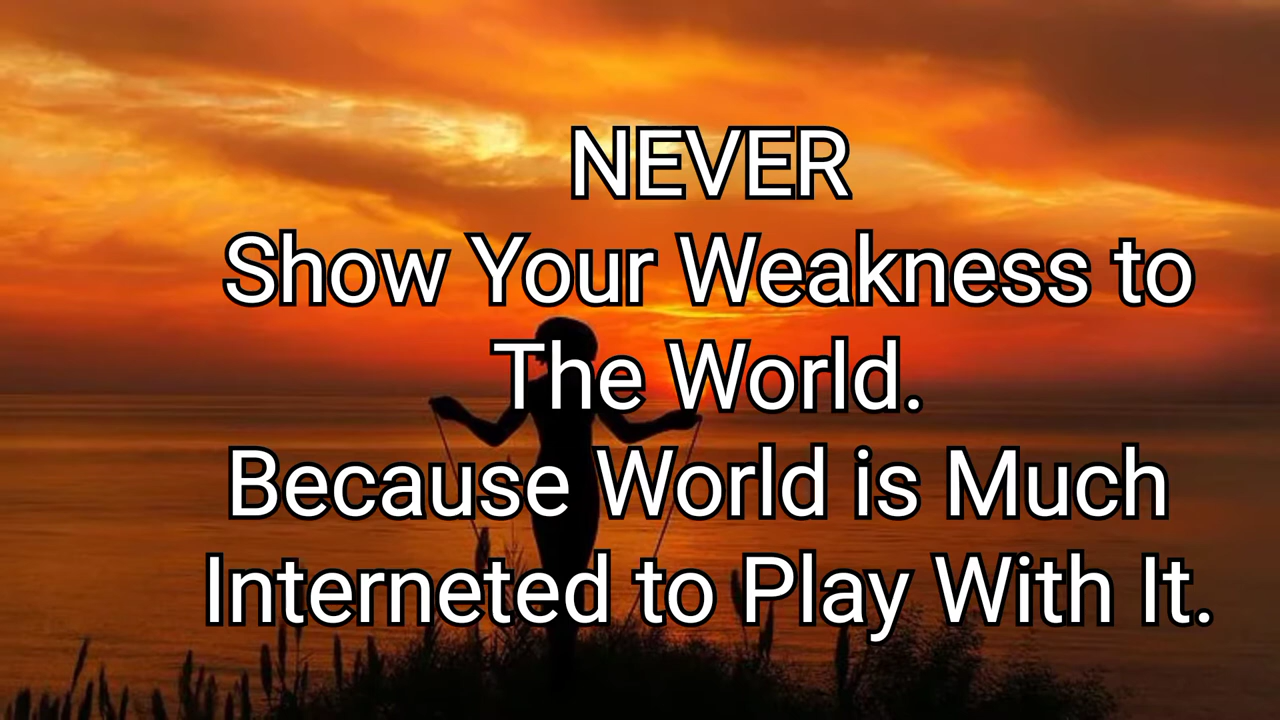 NEVER
Show Your Weakness to
The World.
Because World is Much
Interneted to Play With It.